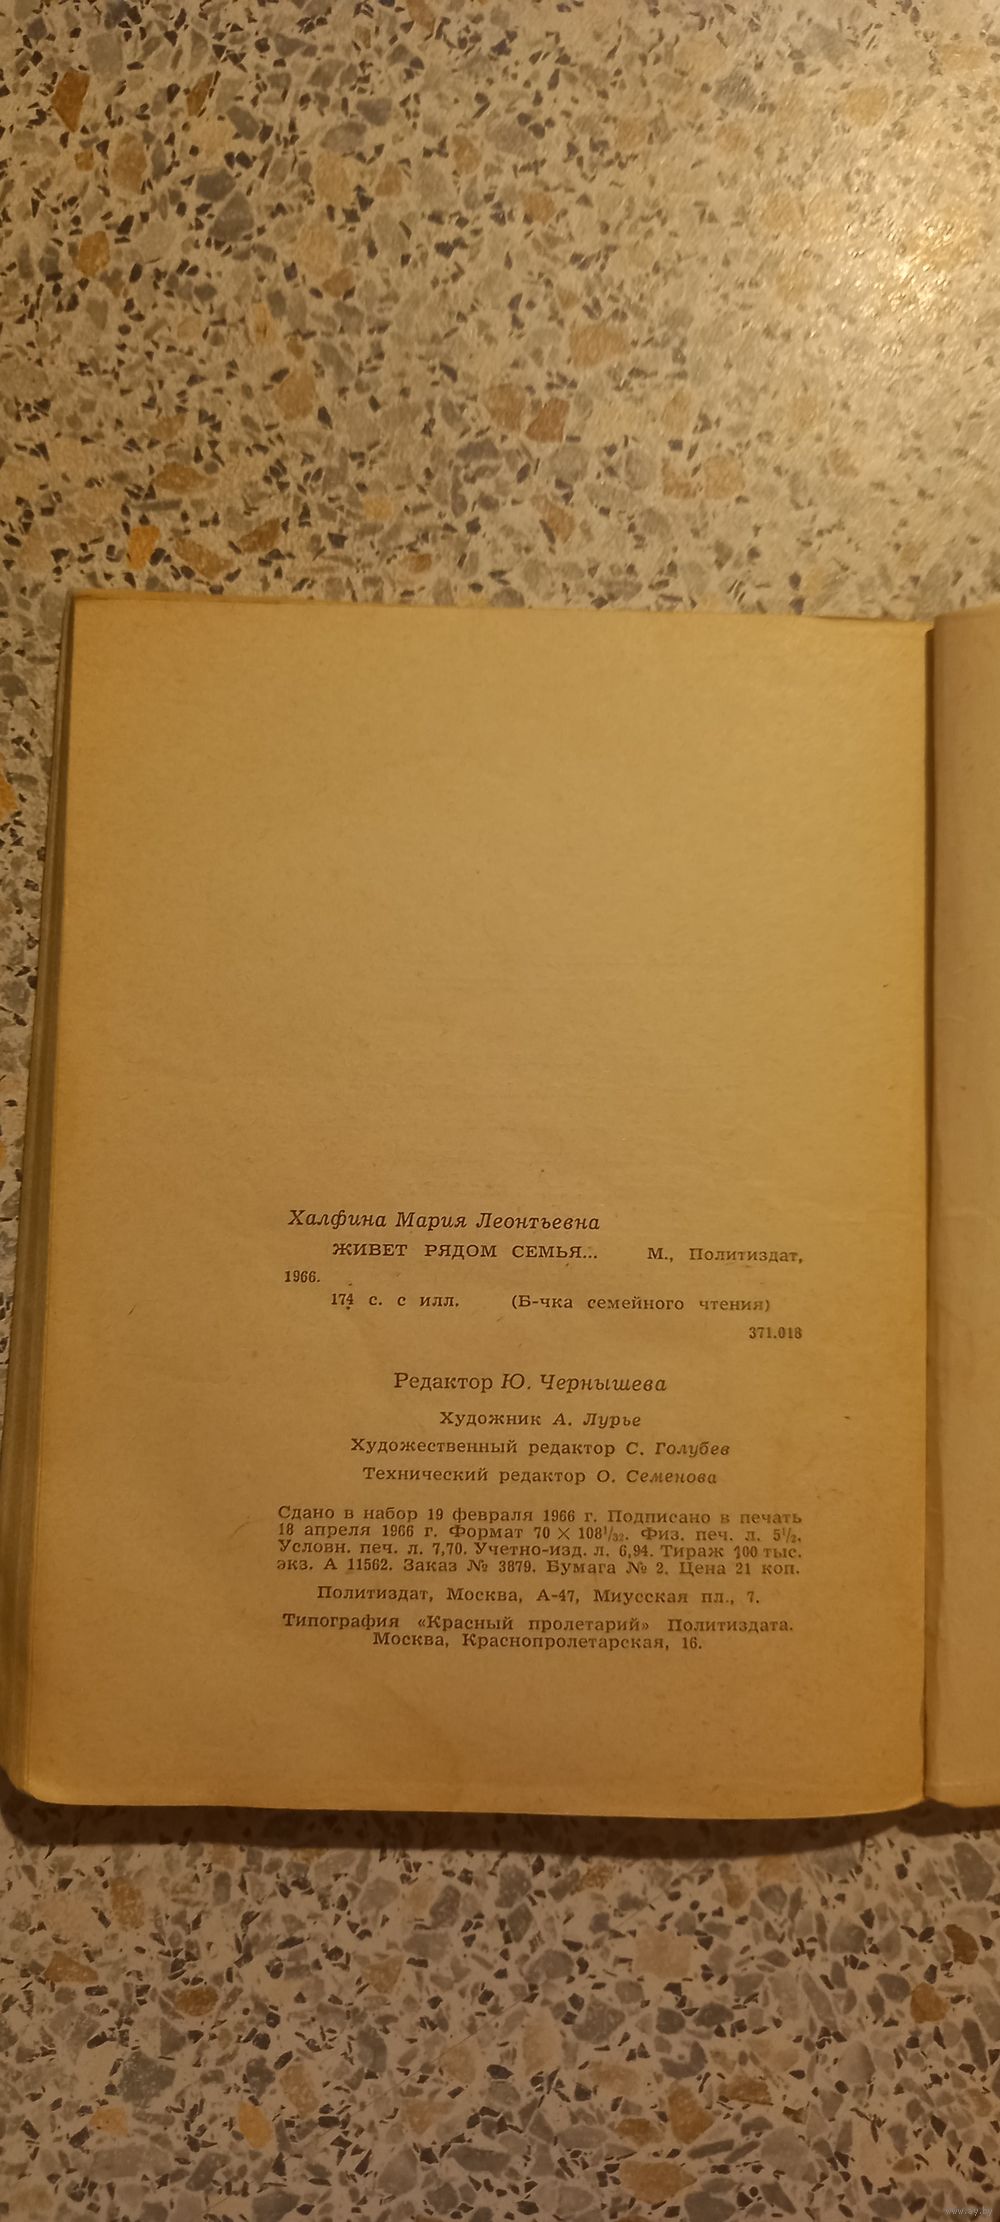 Халфина Мария Леонтьевна
ЖИВЕТ РЯДОМ СЕМЬЯ... М., Политиздат,
1966.
174 с. с илл. (Б-чка семейного чтения)
371.018
Редактор Ю. Чернышева
Художник А. Лурье
Художественный редактор С. Голубев
Технический редактор О. Семенова
Сдано в набор 19 февраля 1966 г. Подписано в печать
18 апреля 1966 г. Формат 70 × 108¹/₃₂. Физ. печ. л. 5¹/₂.
Условн. печ. л. 7,70. Учетно-изд. л. 6,94. Тираж 100 тыс.
экз. А 11562. Заказ № 3879. Бумага № 2. Цена 21 коп.
Политиздат, Москва, А-47, Миусская пл., 7.
Типография «Красный пролетарий» Политиздата.
Москва, Краснопролетарская, 16.
www.ay.by